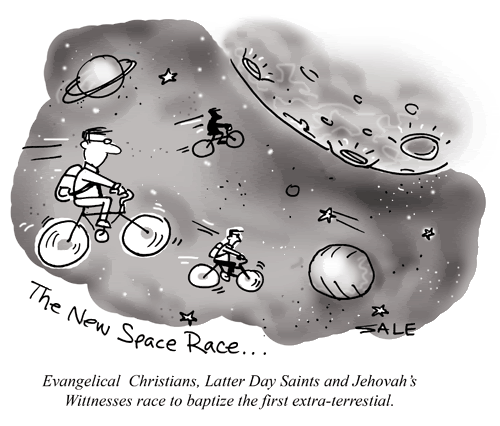 SALE
The New Space Race...
Evangelical Christians, Latter Day Saints and Jehovah's
Wittnesses race to baptize the first extra-terrestial.